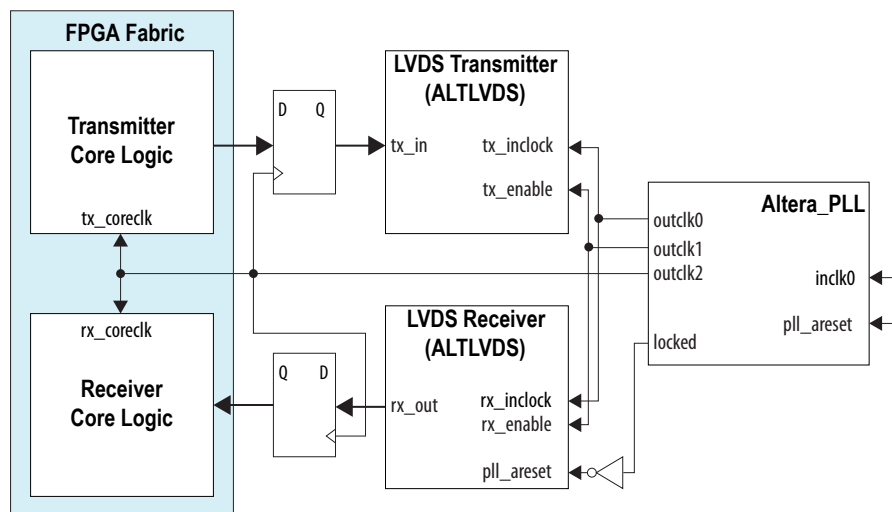 FPGA Fabric
Transmitter
Core Logic
tx_coreclk
D Q
LVDS Transmitter
(ALTLVDS)
tx_in
tx_inclock
tx_enable
Altera_PLL
outclk0
outclk1
outclk2
locked
inclk0
pll_areset
rx_coreclk
Receiver
Core Logic
Q D
LVDS Receiver
(ALTLVDS)
rx_out
rx_inclock
rx_enable
pll_areset